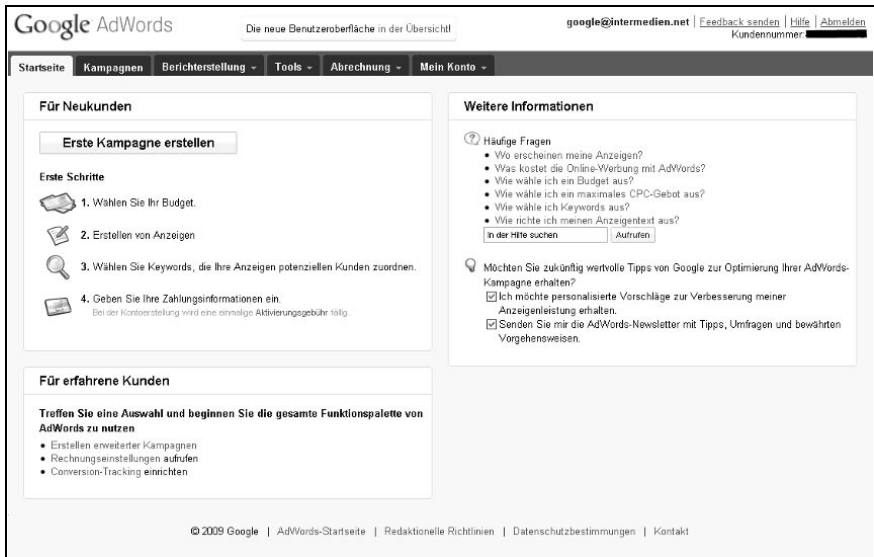 Google AdWords
Die neue Benutzeroberfläche in der Übersicht!
google@intermedien.net | Feedback senden | Hilfe | Abmelden
Kundennummer:
Startseite Kampagnen Berichterstellung Tools Abrechnung Mein Konto
Für Neukunden
Erste Kampagne erstellen
Erste Schritte
1. Wählen Sie Ihr Budget.
2. Erstellen von Anzeigen
3. Wählen Sie Keywords, die Ihre Anzeigen potenziellen Kunden zuordnen.
4. Geben Sie Ihre Zahlungsinformationen ein.
Bei der Kontoerstellung wird eine einmalige Aktivierungsgebühr fällig.
Für erfahrene Kunden
Treffen Sie eine Auswahl und beginnen Sie die gesamte Funktionspalette von
AdWords zu nutzen
• Erstellen erweiterter Kampagnen
• Rechnungseinstellungen aufrufen
• Conversion-Tracking einrichten
Weitere Informationen
Häufige Fragen
• Wo erscheinen meine Anzeigen?
• Was kostet die Online-Werbung mit AdWords?
• Wie wähle ich ein Budget aus?
• Wie wähle ich ein maximales CPC-Gebot aus?
• Wie wähle ich Keywords aus?
• Wie richte ich meinen Anzeigentext aus?
In der Hilfe suchen Aufrufen
Möchten Sie zukünftig wertvolle Tipps von Google zur Optimierung Ihrer AdWords-
Kampagne erhalten?
Ich möchte personalisierte Vorschläge zur Verbesserung meiner
Anzeigenleistung erhalten.
Senden Sie mir die AdWords-Newsletter mit Tipps, Umfragen und bewährten
Vorgehensweisen.
© 2009 Google | AdWords-Startseite | Redaktionelle Richtlinien | Datenschutzbestimmungen | Kontakt